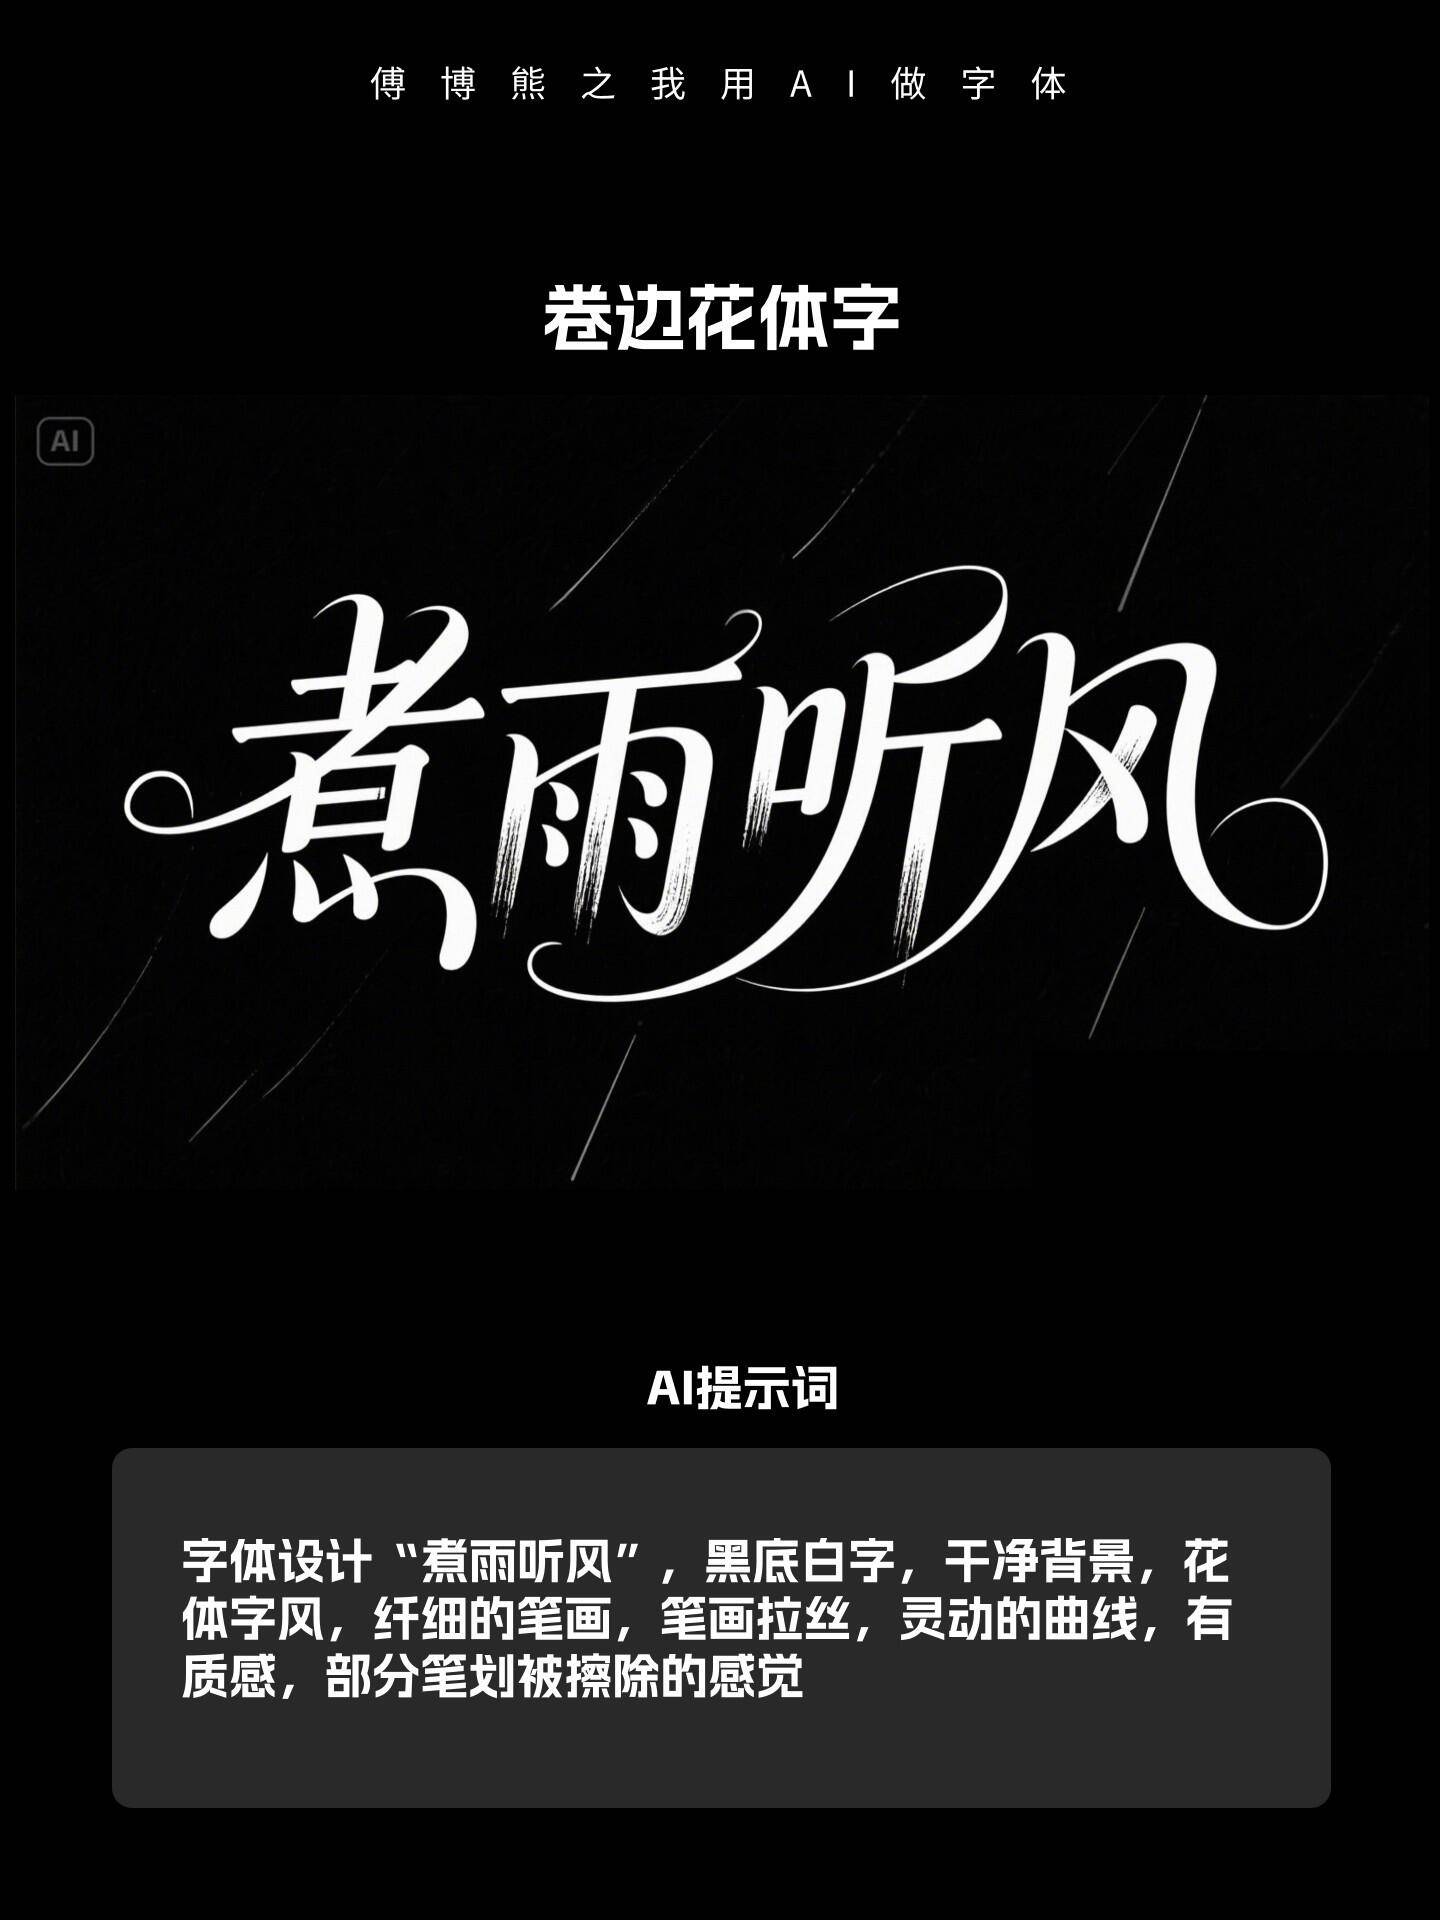 傅博熊之我用AI做字体
卷边花体字
AI
煮雨听风
AI提示词
字体设计“煮雨听风”，黑底白字，干净背景，花
体字风，纤细的笔画，笔画拉丝，灵动的曲线，有
质感，部分笔划被擦除的感觉